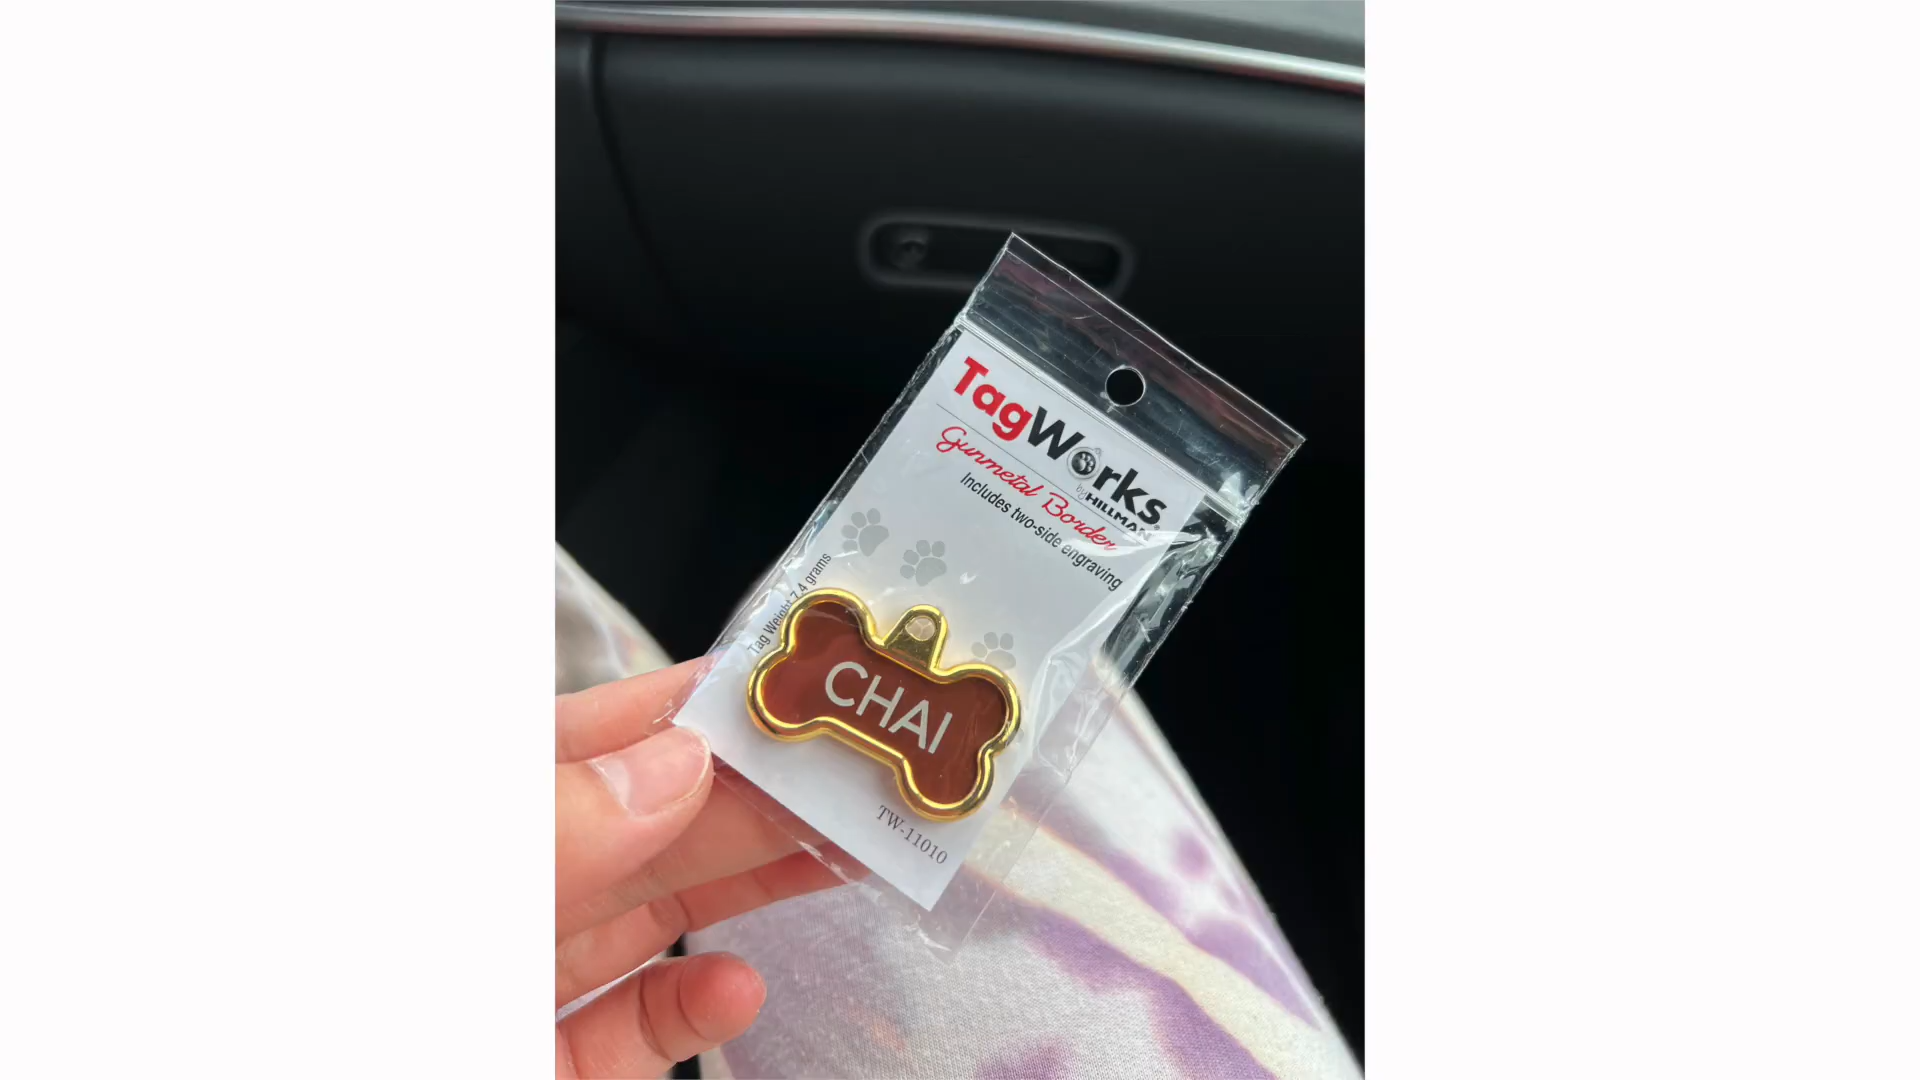 TagWorks
by HILLMAN
Gunmetal Border
Includes two-side engraving
Tag Weight 7.4 grams
CHAI
TW-11010